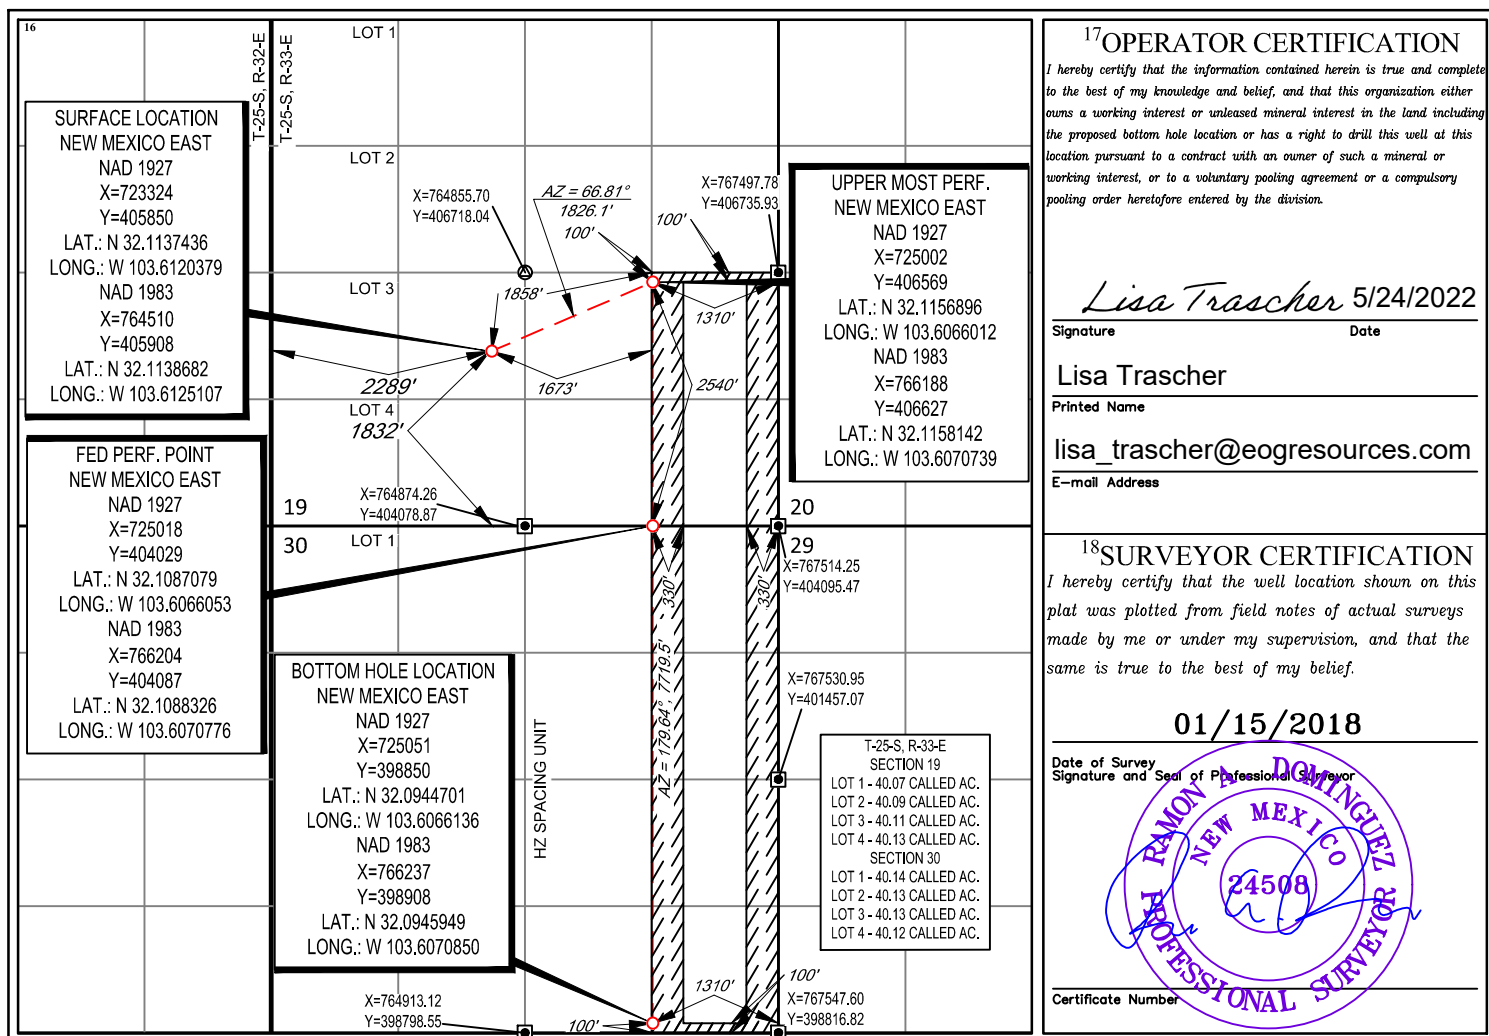 16
T-25-S, R-32-E
T-25-S, R-33-E
LOT 1
LOT 2
LOT 3
LOT 4
19
30
LOT 1
20
29
SURFACE LOCATION
NEW MEXICO EAST
NAD 1927
X=723324
Y=405850
LAT.: N 32.1137436
LONG.: W 103.6120379
NAD 1983
X=764510
Y=405908
LAT.: N 32.1138682
LONG.: W 103.6125107
FED PERF. POINT
NEW MEXICO EAST
NAD 1927
X=725018
Y=404029
LAT.: N 32.1087079
LONG.: W 103.6066053
NAD 1983
X=766204
Y=404087
LAT.: N 32.1088326
LONG.: W 103.6070776
BOTTOM HOLE LOCATION
NEW MEXICO EAST
NAD 1927
X=725051
Y=398850
LAT.: N 32.0944701
LONG.: W 103.6066136
NAD 1983
X=766237
Y=398908
LAT.: N 32.0945949
LONG.: W 103.6070850
UPPER MOST PERF.
NEW MEXICO EAST
NAD 1927
X=725002
Y=406569
LAT.: N 32.1156896
LONG.: W 103.6066012
NAD 1983
X=766188
Y=406627
LAT.: N 32.1158142
LONG.: W 103.6070739
X=764855.70
Y=406718.04
AZ = 66.81°
1826.1'
100'
100'
X=767497.78
Y=406735.93
1858'
1310'
2289'
1673'
2540'
1832'
X=764874.26
Y=404078.87
X=767514.25
Y=404095.47
330'
330'
AZ = 179.64°, 7719.5'
HZ SPACING UNIT
X=767530.95
Y=401457.07
T-25-S, R-33-E
SECTION 19
LOT 1 - 40.07 CALLED AC.
LOT 2 - 40.09 CALLED AC.
LOT 3 - 40.11 CALLED AC.
LOT 4 - 40.13 CALLED AC.
SECTION 30
LOT 1 - 40.14 CALLED AC.
LOT 2 - 40.13 CALLED AC.
LOT 3 - 40.13 CALLED AC.
LOT 4 - 40.12 CALLED AC.
X=764913.12
Y=398798.55
100'
1310'
100'
X=767547.60
Y=398816.82
17OPERATOR CERTIFICATION
I hereby certify that the information contained herein is true and complete
to the best of my knowledge and belief, and that this organization either
owns a working interest or unleased mineral interest in the land including
the proposed bottom hole location or has a right to drill this well at this
location pursuant to a contract with an owner of such a mineral or
working interest, or to a voluntary pooling agreement or a compulsory
pooling order heretofore entered by the division.
Lisa Trascher 5/24/2022
Signature Date
Lisa Trascher
Printed Name
lisa_trascher@eogresources.com
E-mail Address
18SURVEYOR CERTIFICATION
I hereby certify that the well location shown on this
plat was plotted from field notes of actual surveys
made by me or under my supervision, and that the
same is true to the best of my belief.
01/15/2018
Date of Survey
Signature and Seal of Professional Surveyor
RAMON A. DOMINGUEZ
NEW MEXICO
24508
PROFESSIONAL SURVEYOR
Certificate Number